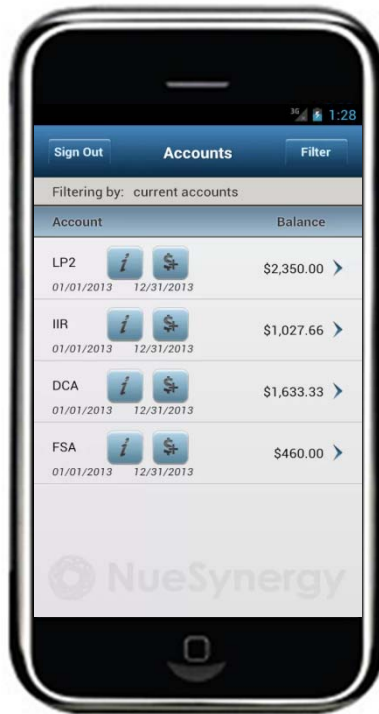 3G 1:28
Sign Out Accounts Filter
Filtering by: current accounts
Account Balance
LP2 i $+ $2,350.00
01/01/2013 12/31/2013
IIR i $+ $1,027.66
01/01/2013 12/31/2013
DCA i $+ $1,633.33
01/01/2013 12/31/2013
FSA i $+ $460.00
01/01/2013 12/31/2013
NueSynergy